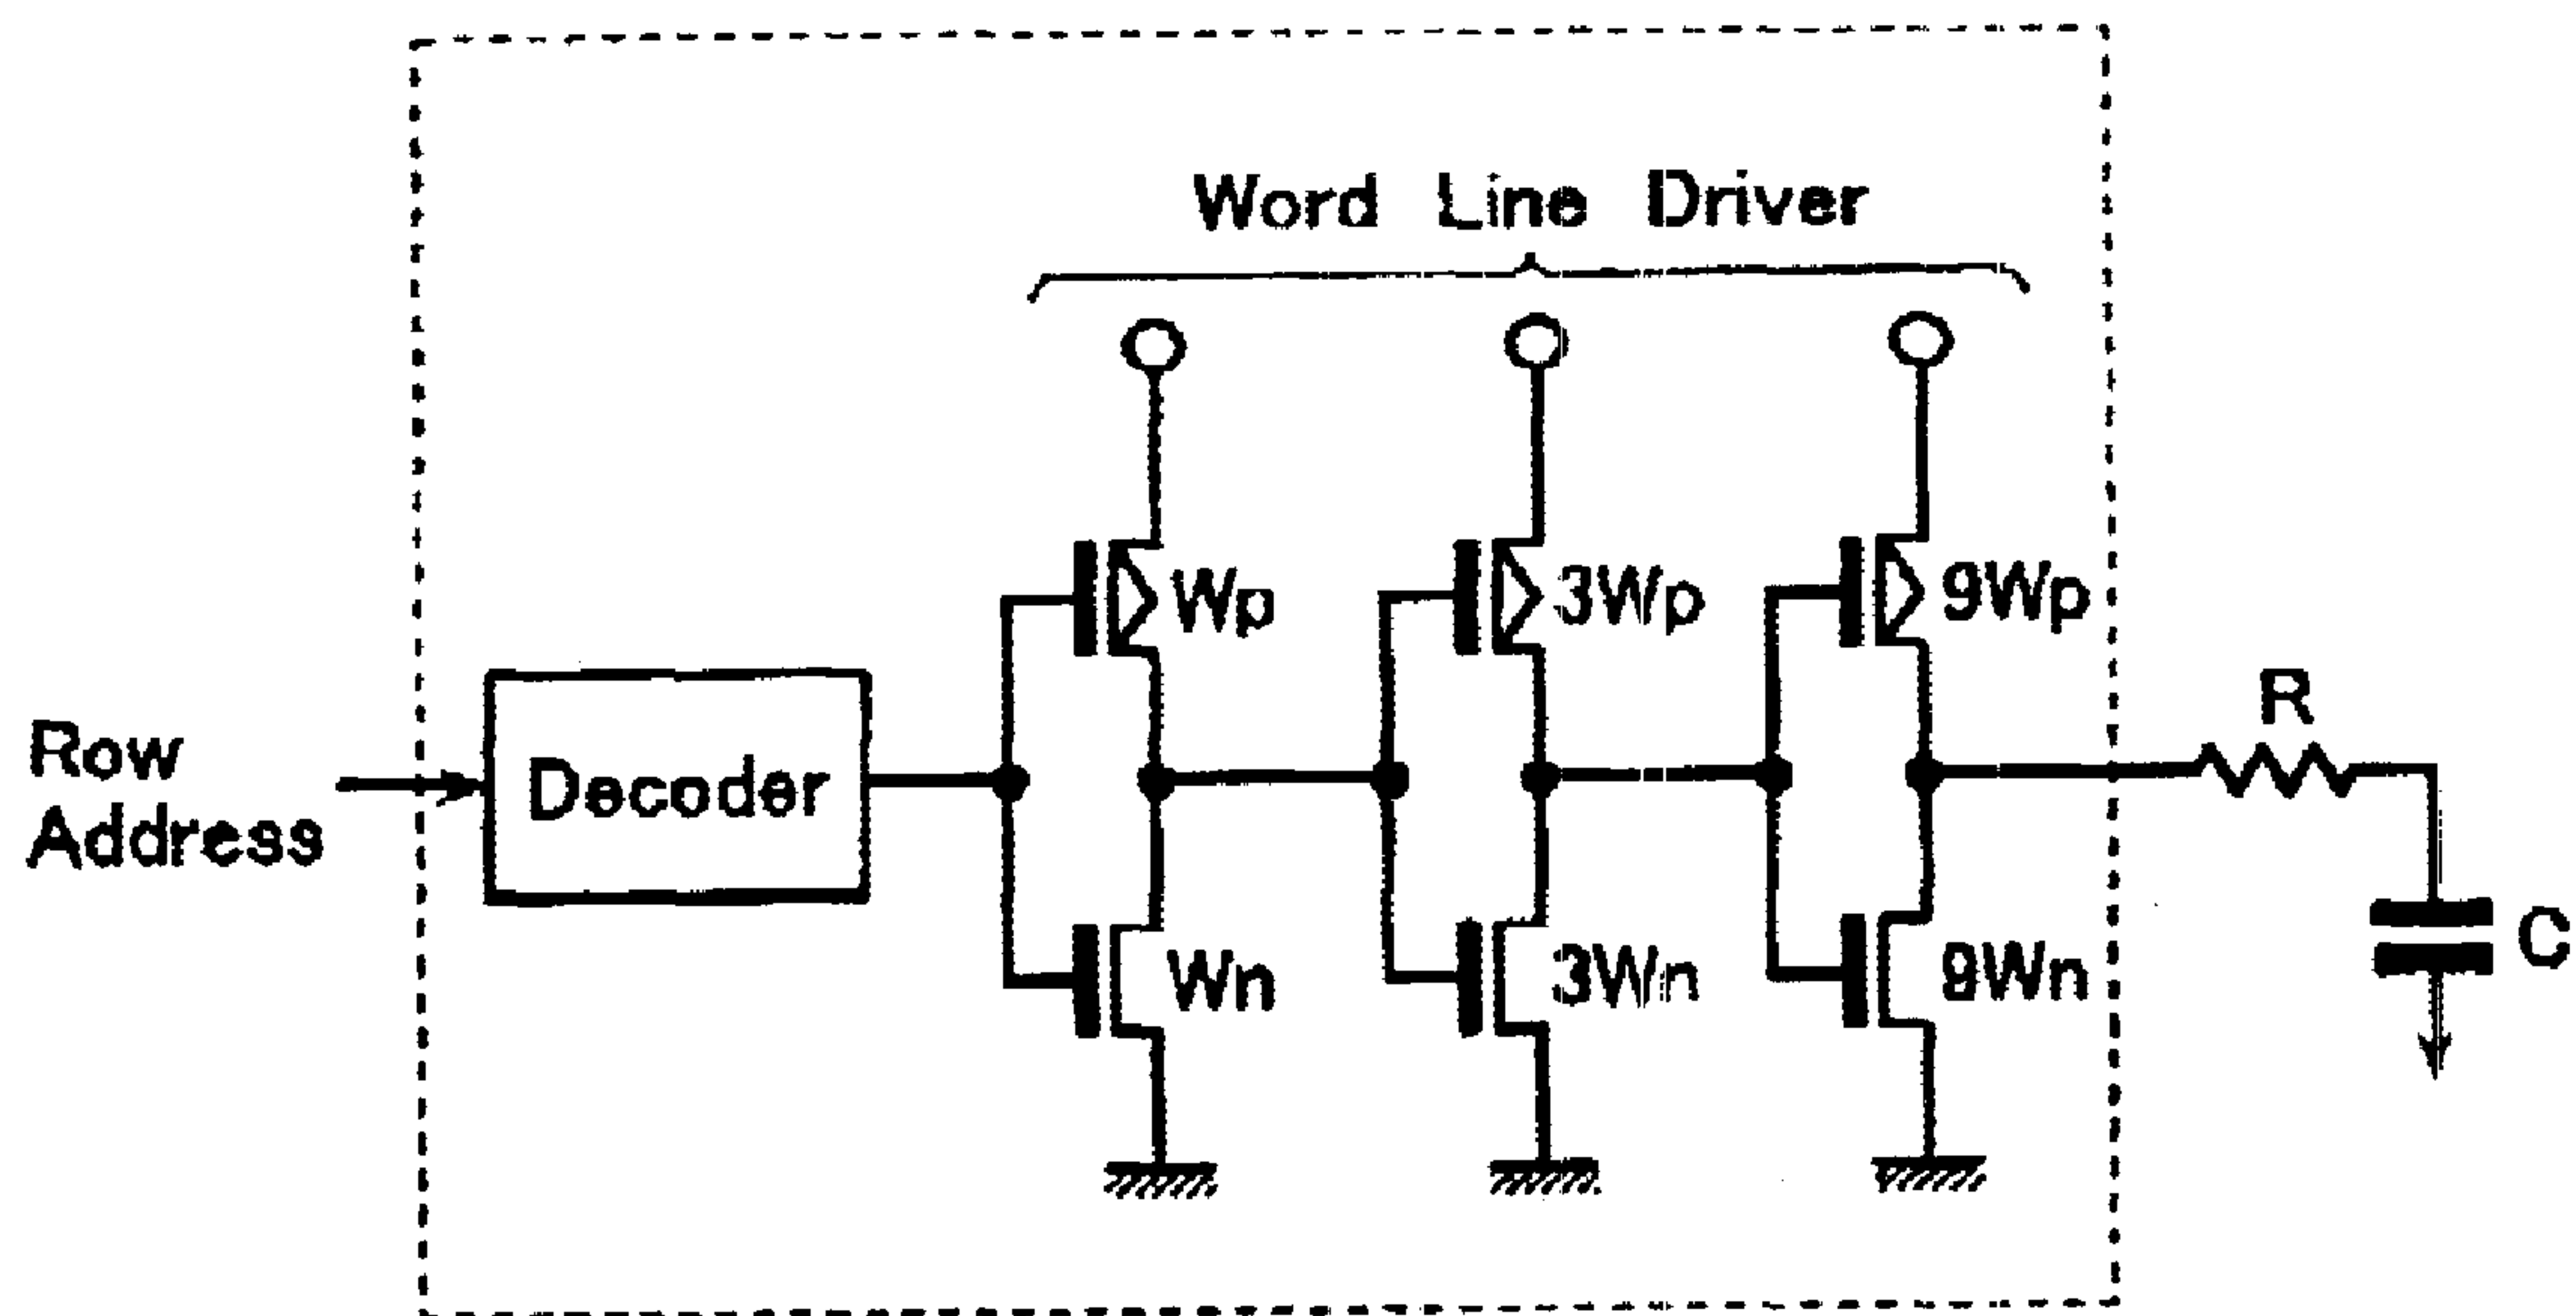 Word Line Driver
Wp
3Wp
9Wp
R
Row
Address
Decoder
C
Wn
3Wn
9Wn